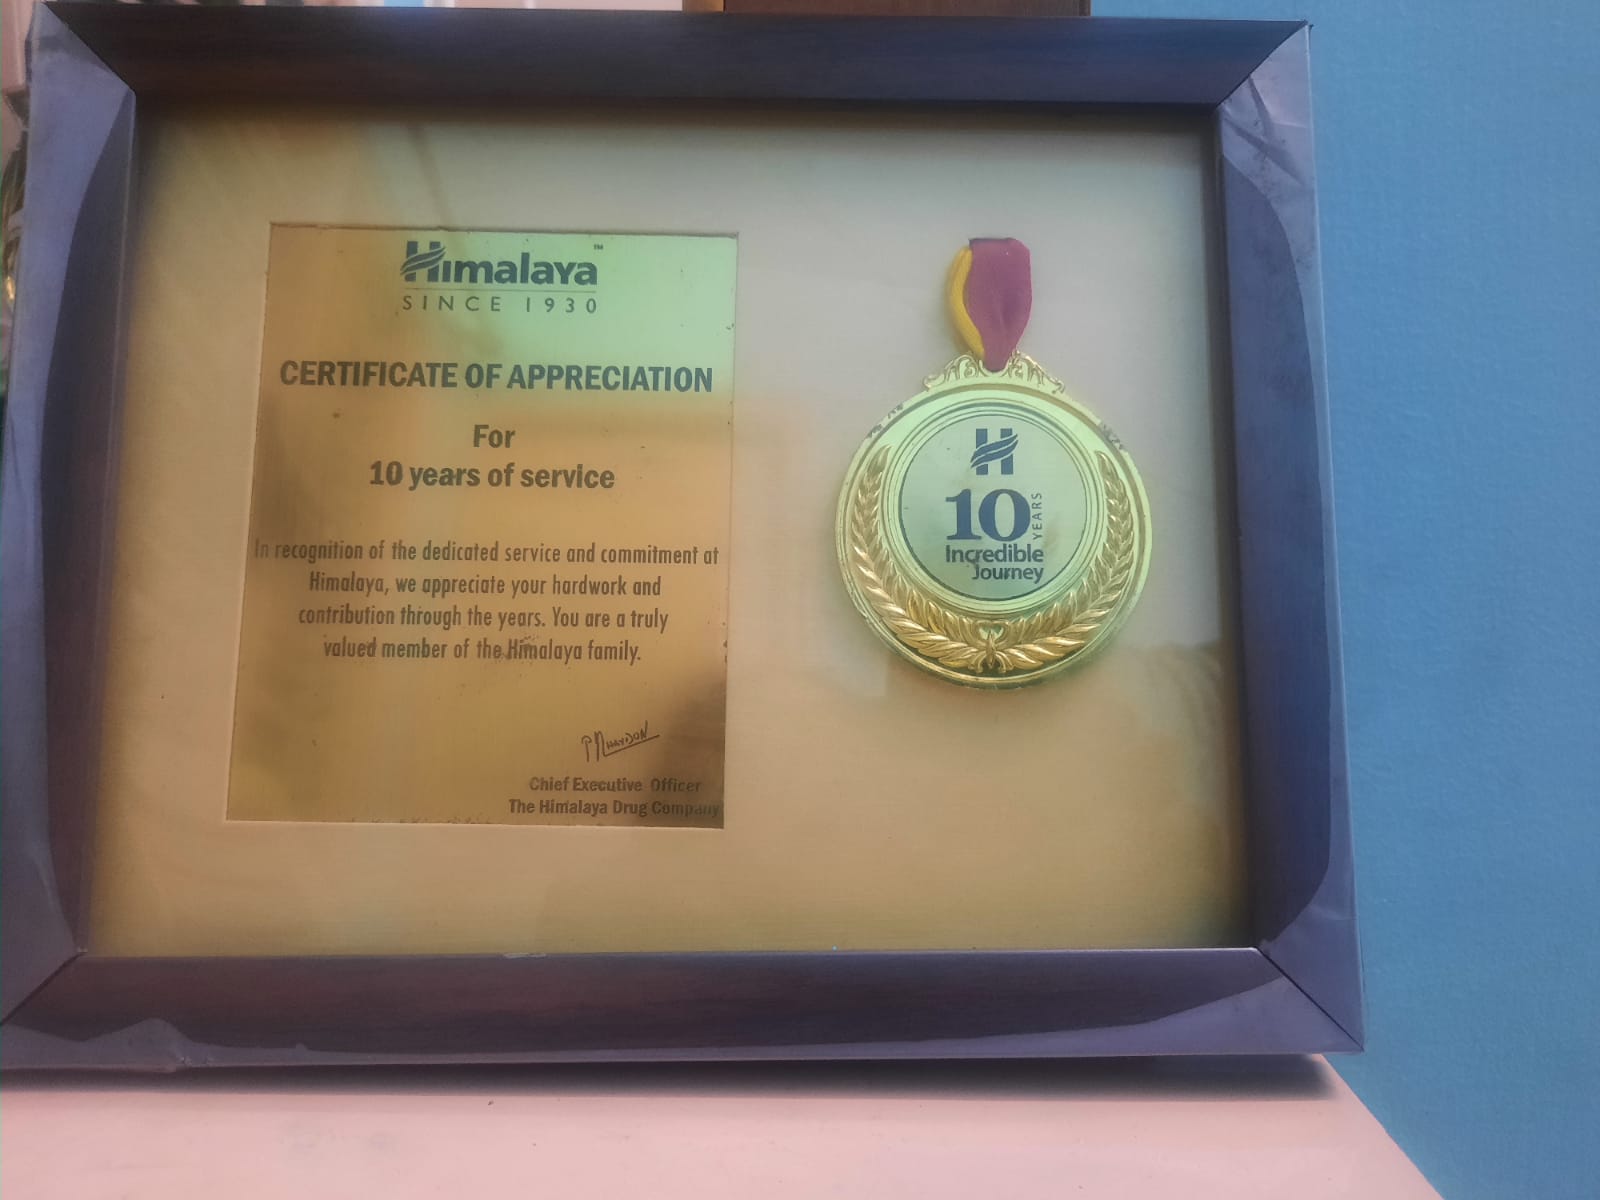 Himalaya™
SINCE 1930
CERTIFICATE OF APPRECIATION
For
10 years of service
In recognition of the dedicated service and commitment at
Himalaya, we appreciate your hardwork and
contribution through the years. You are a truly
valued member of the Himalaya family.
Chief Executive Officer
The Himalaya Drug Company
H
10 YEARS
Incredible
Journey